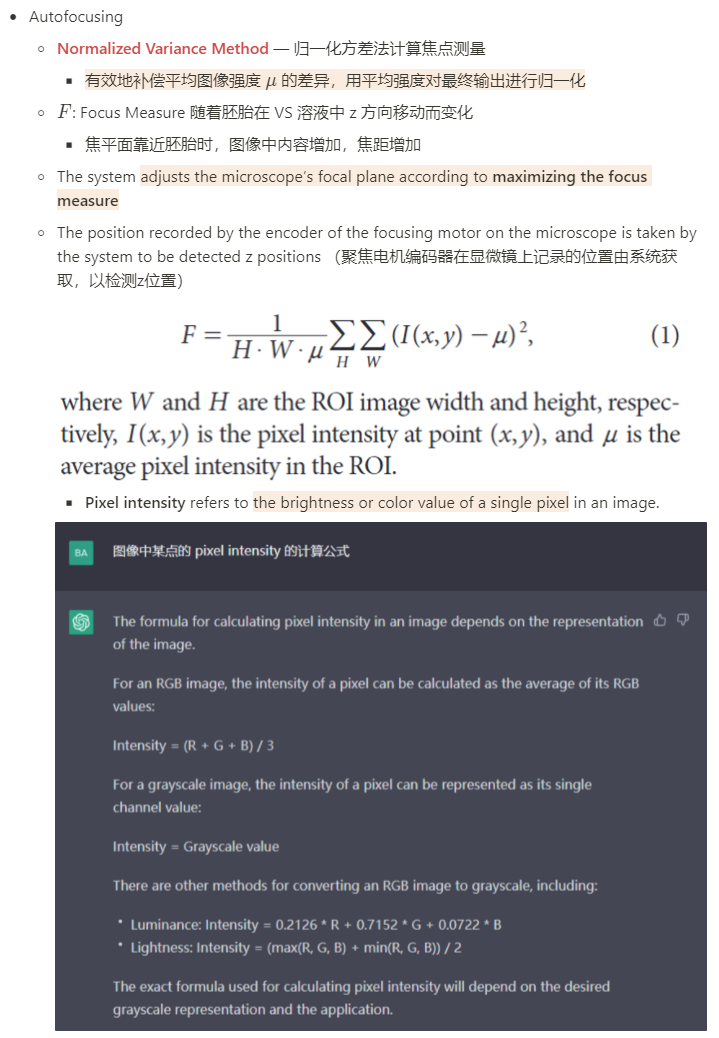 Autofocusing
Normalized Variance Method — 归一化方差法计算焦点测量
有效地补偿平均图像强度 μ 的差异，用平均强度对最终输出进行归一化
F: Focus Measure 随着胚胎在 VS 溶液中 z 方向移动而变化
焦平面靠近胚胎时，图像中内容增加，焦距增加
The system adjusts the microscope's focal plane according to maximizing the focus
measure
The position recorded by the encoder of the focusing motor on the microscope is taken by
the system to be detected z positions （聚焦电机编码器在显微镜上记录的位置由系统获
取，以检测z位置）
F = 1/(H · W · μ) ∑_H ∑_W (I(x,y) − μ)², (1)
where W and H are the ROI image width and height, respec-
tively, I(x,y) is the pixel intensity at point (x,y), and μ is the
average pixel intensity in the ROI.
Pixel intensity refers to the brightness or color value of a single pixel in an image.
BA
图像中某点的 pixel intensity 的计算公式
The formula for calculating pixel intensity in an image depends on the representation
of the image.
For an RGB image, the intensity of a pixel can be calculated as the average of its RGB
values:
Intensity = (R + G + B) / 3
For a grayscale image, the intensity of a pixel can be represented as its single
channel value:
Intensity = Grayscale value
There are other methods for converting an RGB image to grayscale, including:
Luminance: Intensity = 0.2126 * R + 0.7152 * G + 0.0722 * B
Lightness: Intensity = (max(R, G, B) + min(R, G, B)) / 2
The exact formula used for calculating pixel intensity will depend on the desired
grayscale representation and the application.